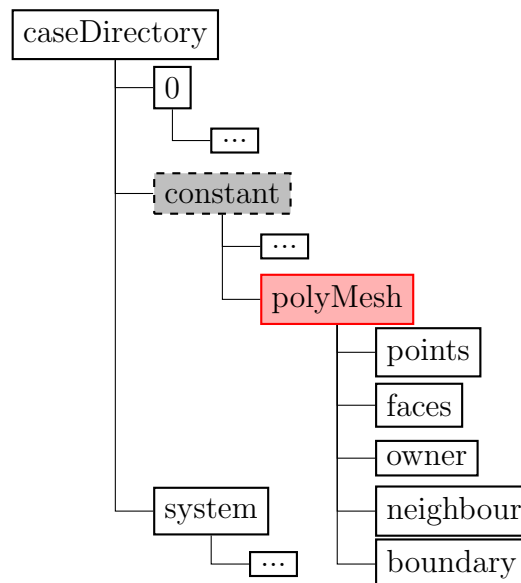 caseDirectory
0
...
constant
...
polyMesh
points
faces
owner
neighbour
boundary
system
...